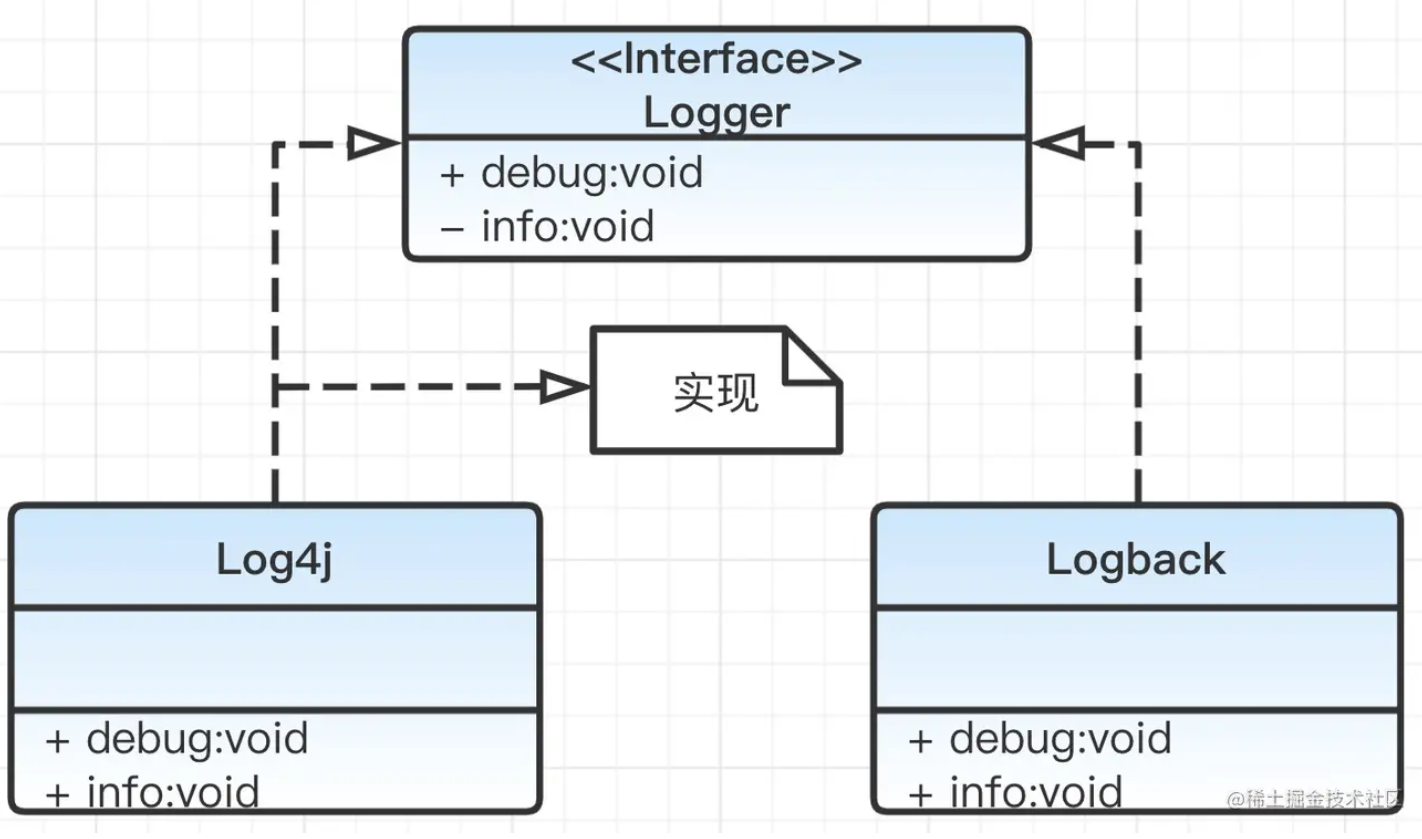 <<Interface>>
Logger
+ debug:void
− info:void
实现
Log4j
+ debug:void
+ info:void
Logback
+ debug:void
+ info:void
@稀土掘金技术社区